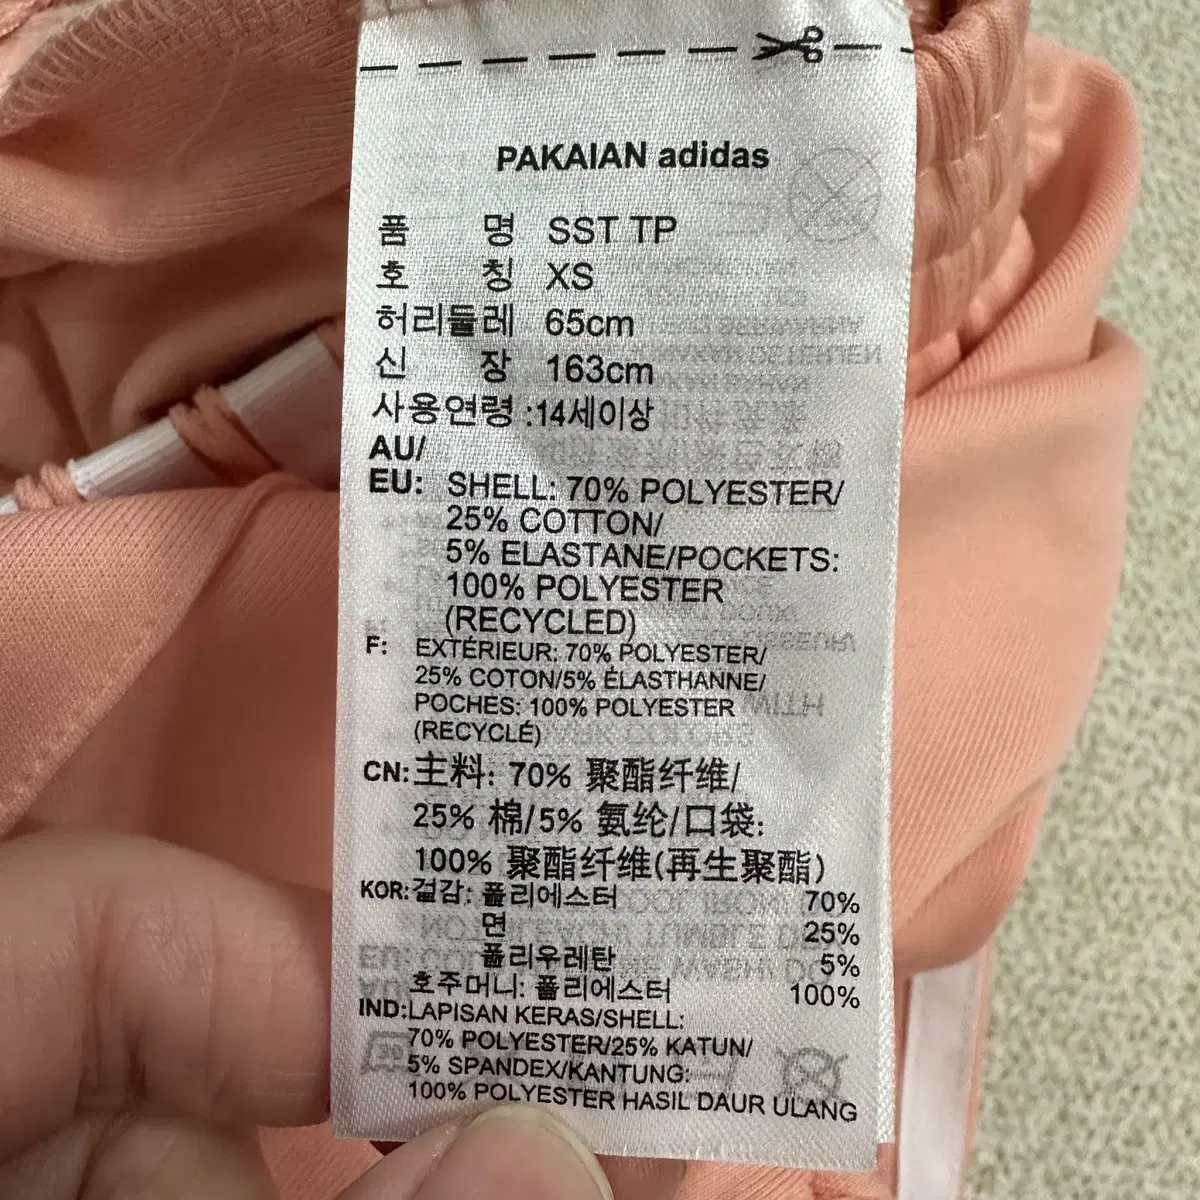 PAKAIAN adidas
품 명 SST TP
호 칭 XS
허리둘레 65cm
신 장 163cm
사용연령 :14세이상
AU/
EU: SHELL: 70% POLYESTER/
25% COTTON/
5% ELASTANE/POCKETS:
100% POLYESTER
(RECYCLED)
F: EXTÉRIEUR: 70% POLYESTER/
25% COTON/5% ÉLASTHANNE/
POCHES: 100% POLYESTER
(RECYCLÉ)
CN: 主料: 70% 聚酯纤维/
25% 棉/5% 氨纶/口袋:
100% 聚酯纤维(再生聚酯)
KOR: 겉감: 폴리에스터 70%
면 25%
폴리우레탄 5%
호주머니: 폴리에스터 100%
IND: LAPISAN KERAS/SHELL:
70% POLYESTER/25% KATUN/
5% SPANDEX/KANTUNG:
100% POLYESTER HASIL DAUR ULANG